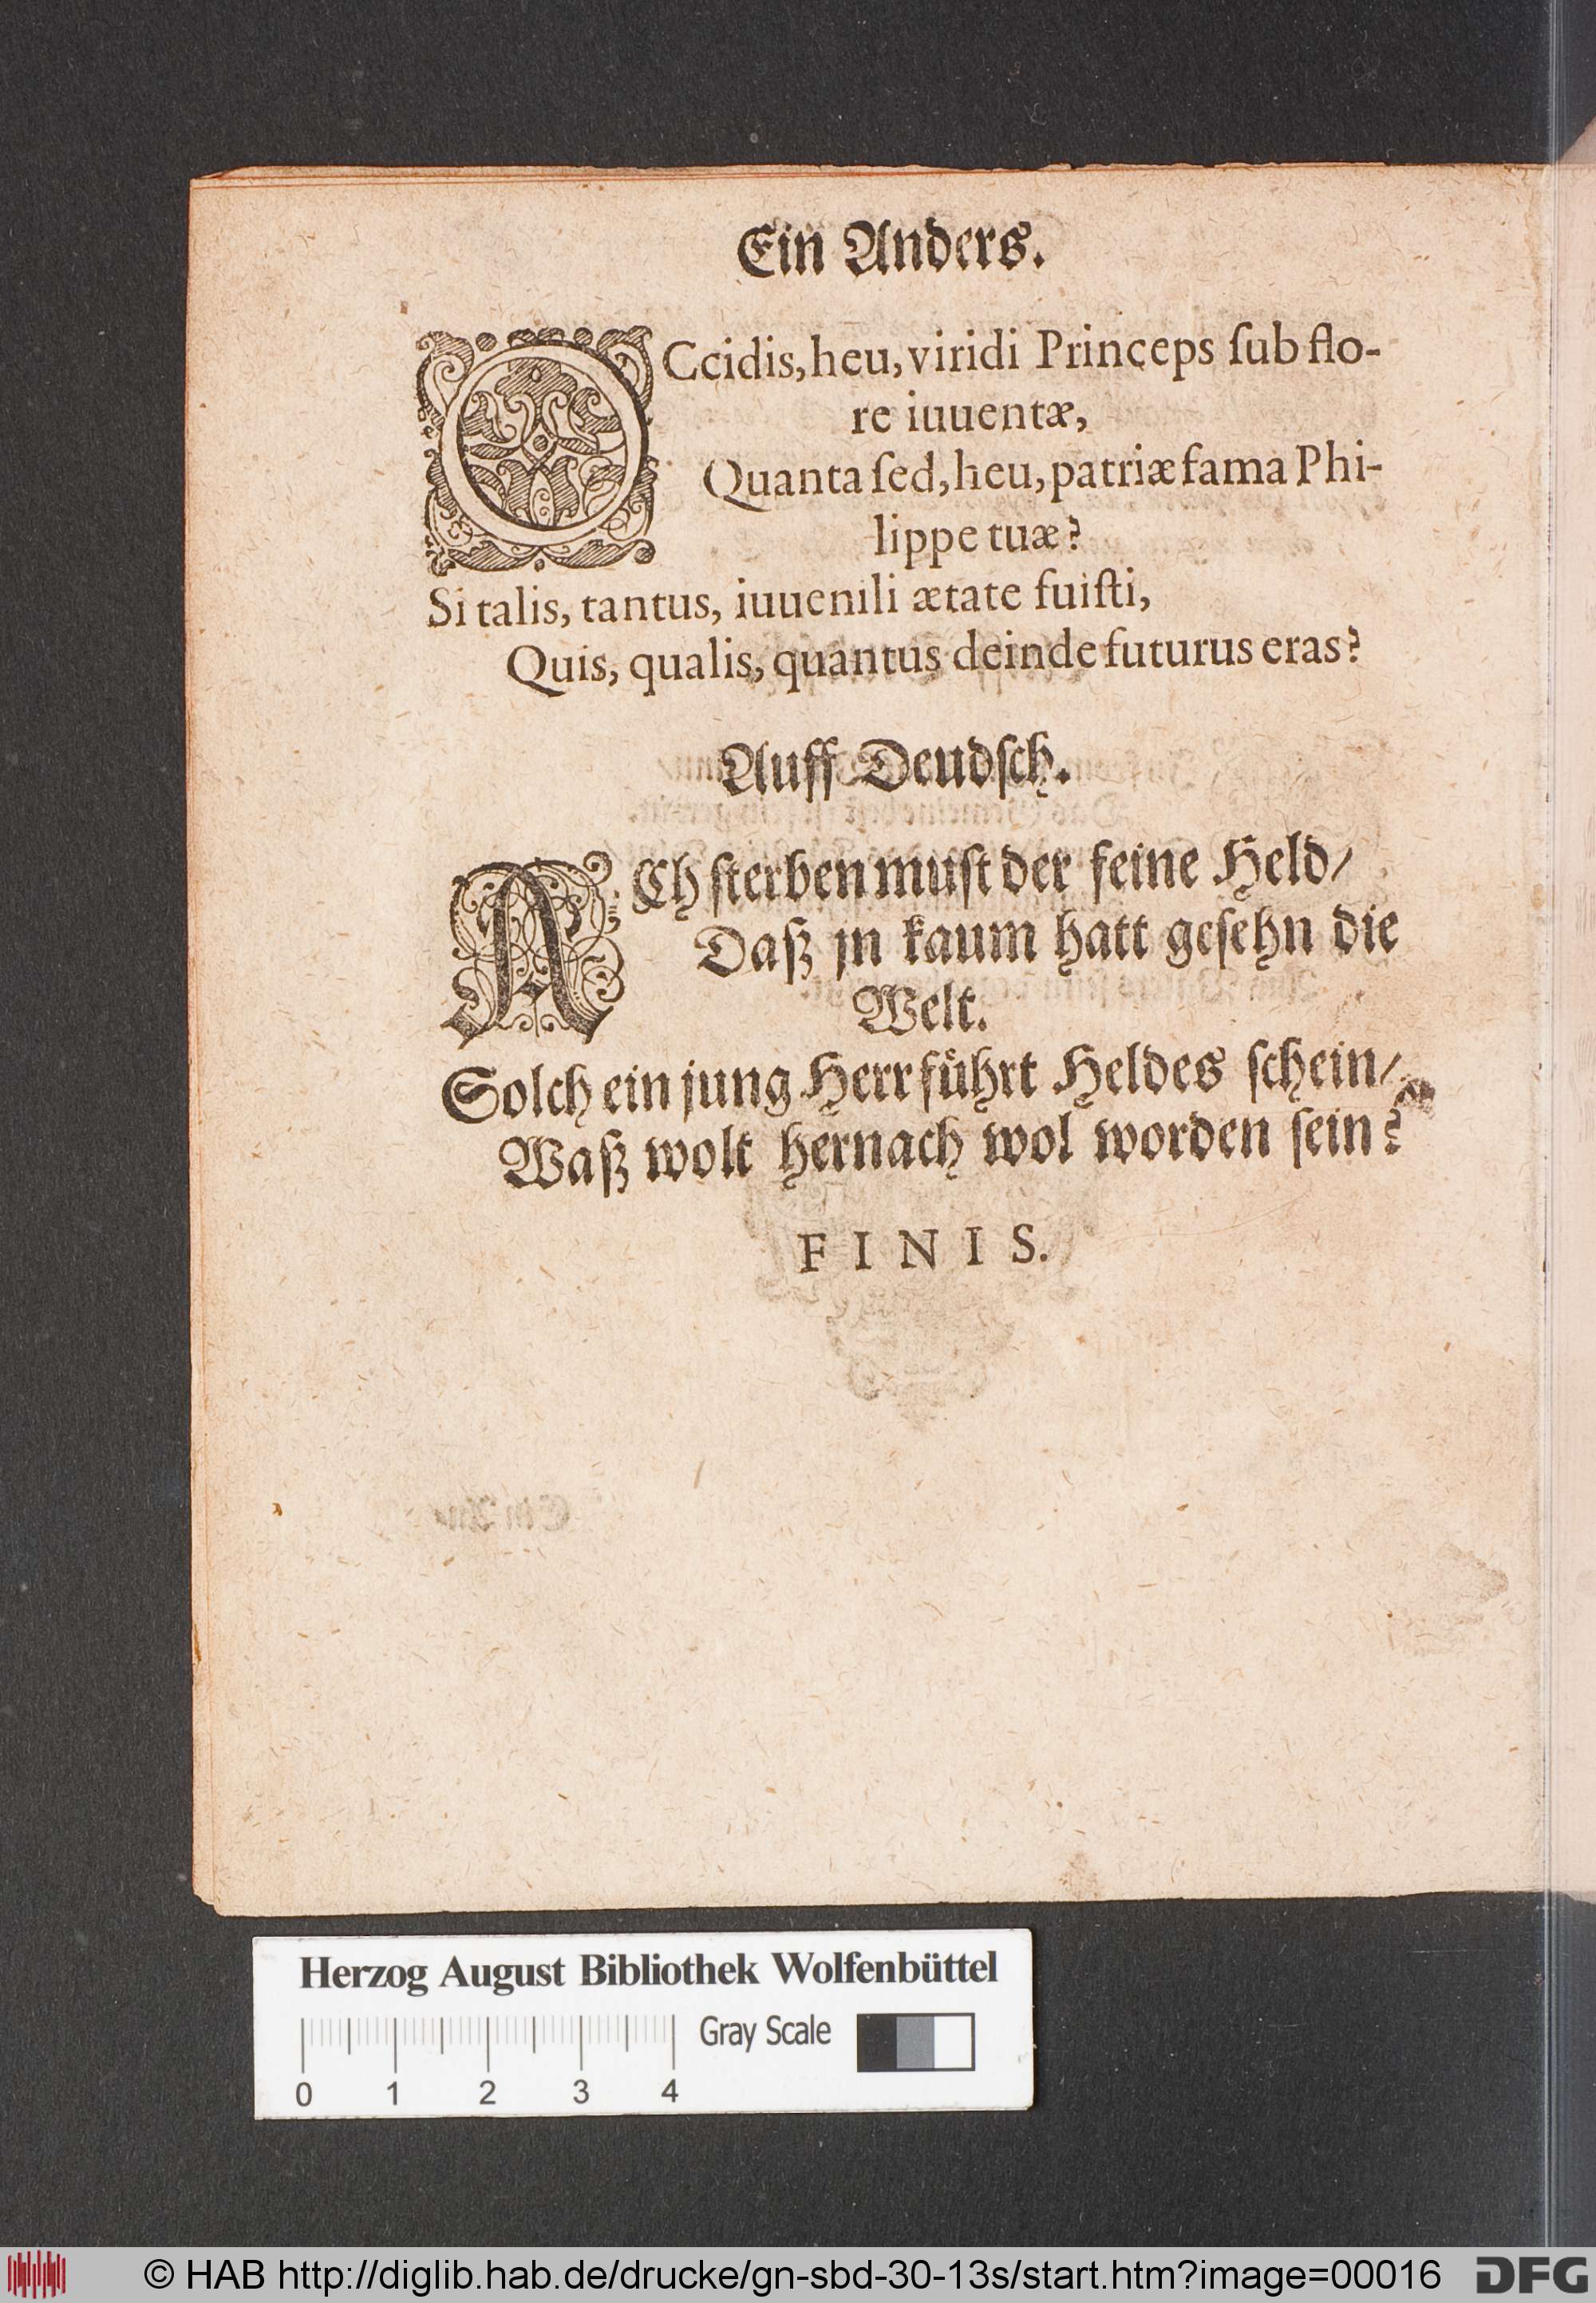 Ein Anders.
OCcidis, heu, viridi Princeps ſub flo-
re iuuentæ,
Quanta ſed, heu, patriæ fama Phi-
lippe tuæ?
Si talis, tantus, iuuenili ætate fuiſti,
Quis, qualis, quantus deinde futurus eras?
Auff Deudſch.
ACh ſterben muſt der feine Held/
Daß jn kaum hatt geſehn die
Welt.
Solch ein jung Herr fuͤhrt Heldes ſchein/
Waß wolt hernach wol worden ſein?
FINIS.
Herzog August Bibliothek Wolfenbüttel
Gray Scale
0 1 2 3 4
© HAB http://diglib.hab.de/drucke/gn-sbd-30-13s/start.htm?image=00016
DFG